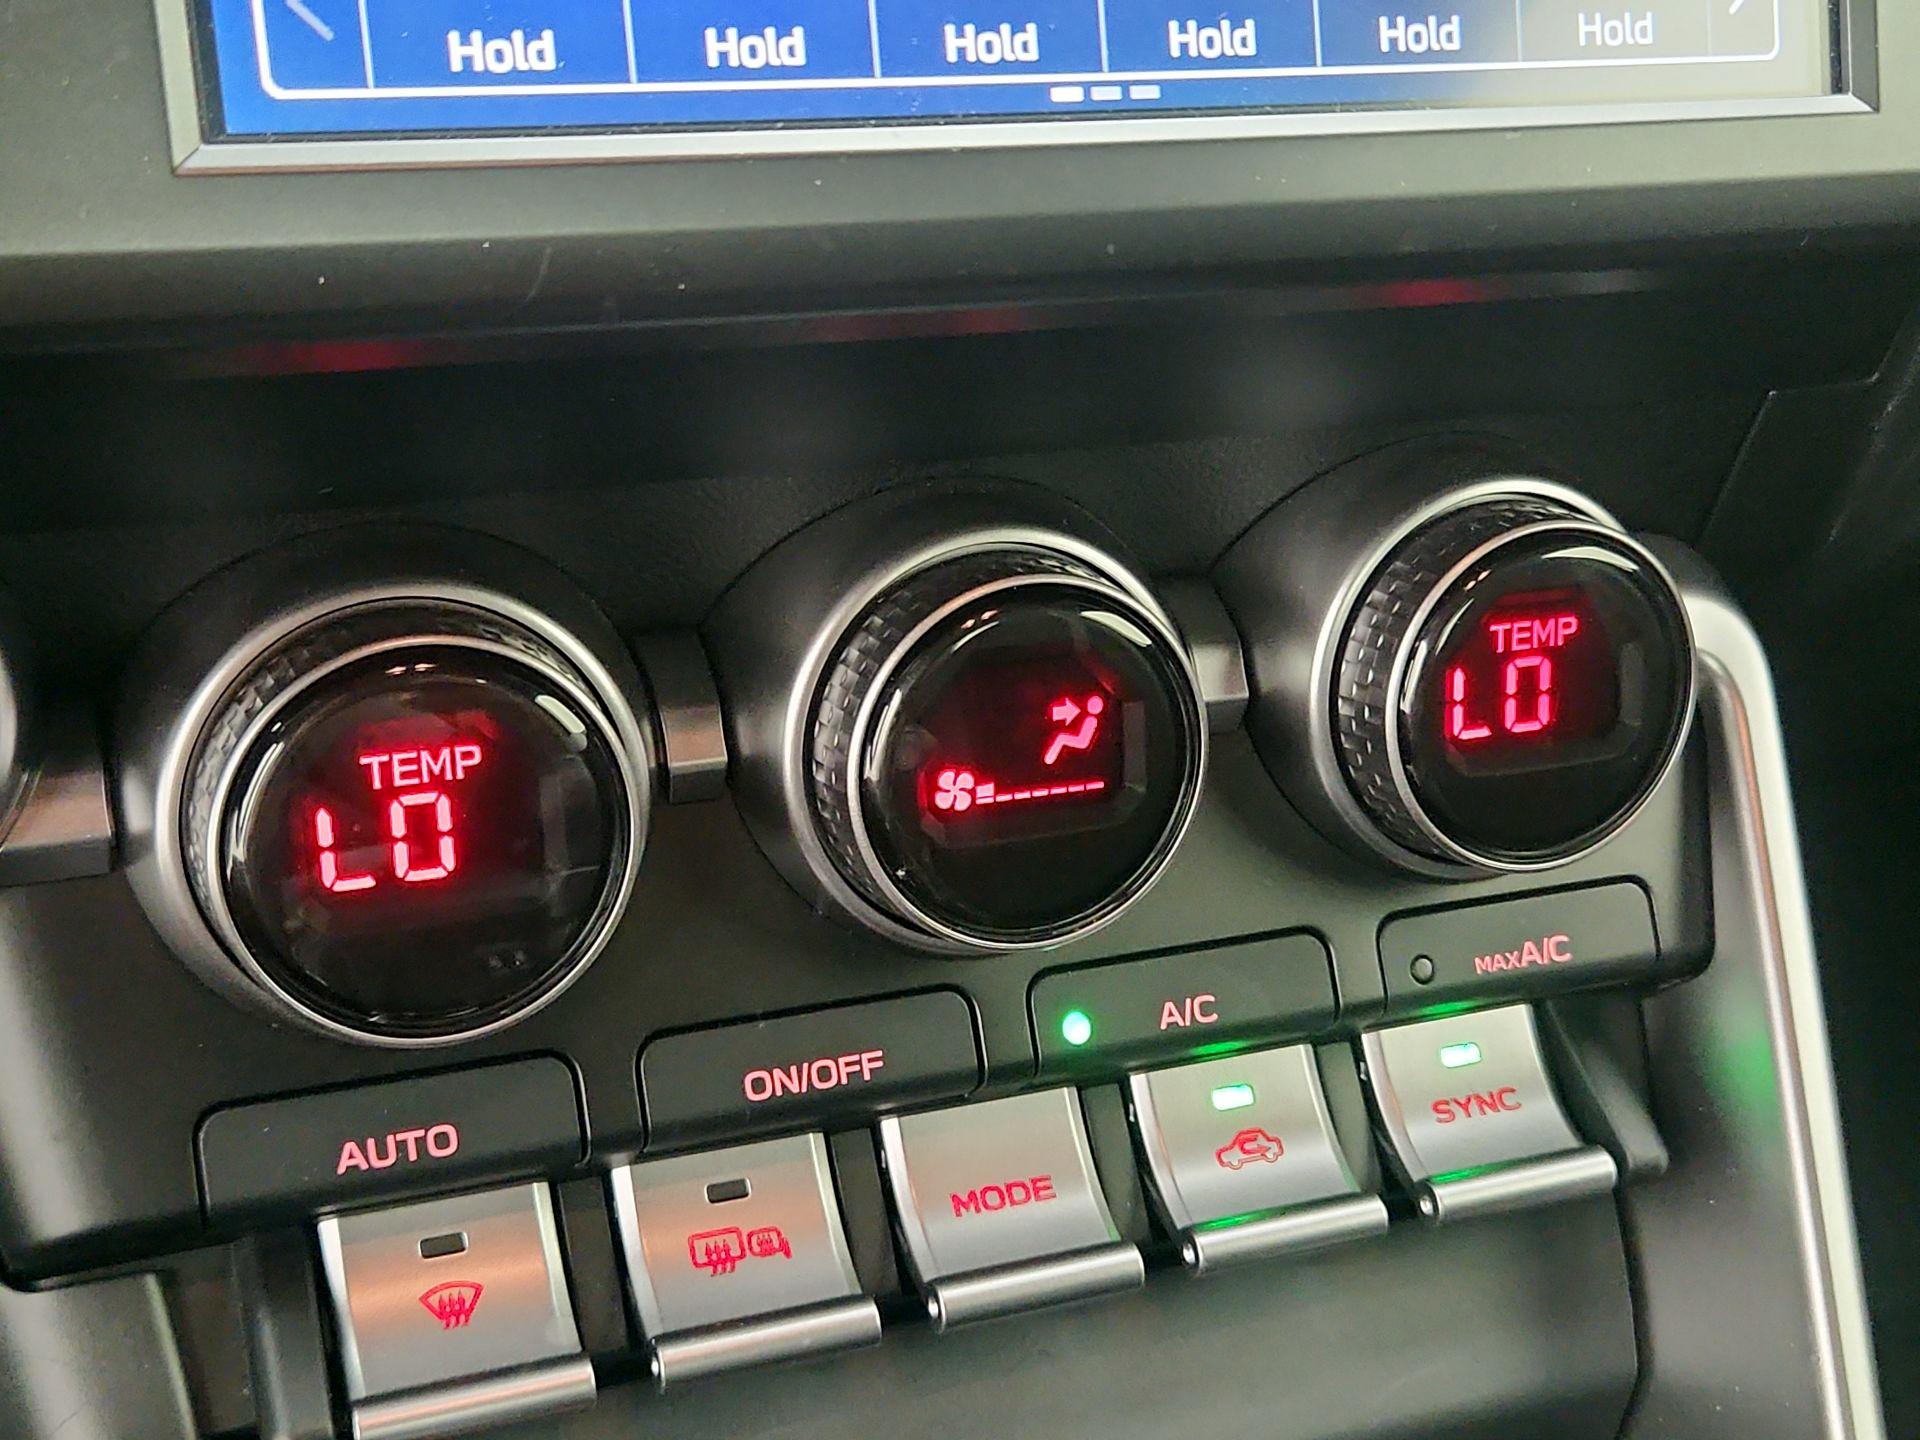 Hold Hold Hold Hold Hold Hold
TEMP
LO
TEMP
LO
AUTO
ON/OFF
A/C
MAXA/C
MODE
SYNC